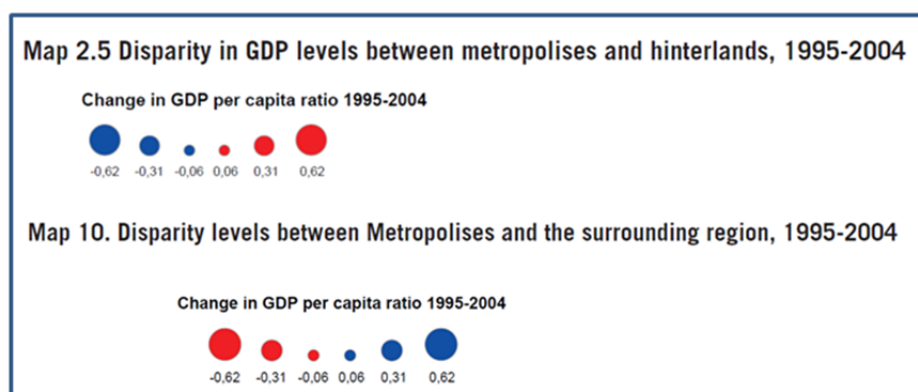 Map 2.5 Disparity in GDP levels between metropolises and hinterlands, 1995-2004
Change in GDP per capita ratio 1995-2004
-0,62 -0,31 -0,06 0,06 0,31 0,62
Map 10. Disparity levels between Metropolises and the surrounding region, 1995-2004
Change in GDP per capita ratio 1995-2004
-0,62 -0,31 -0,06 0,06 0,31 0,62